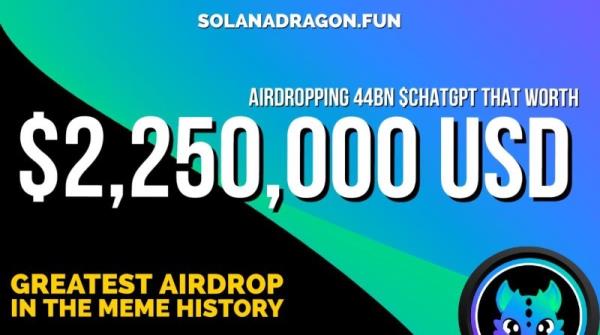 SOLANADRAGON.FUN
AIRDROPPING 44BN $CHATGPT THAT WORTH
$2,250,000 USD
GREATEST AIRDROP
IN THE MEME HISTORY